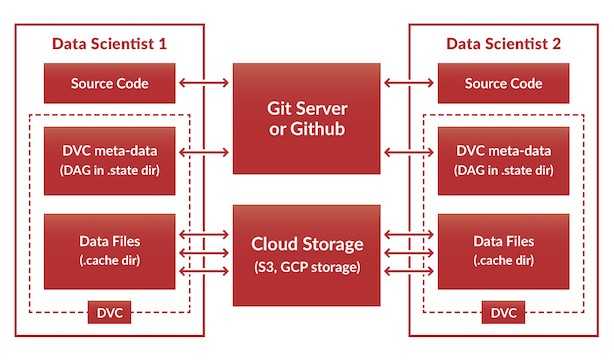 Data Scientist 1
Source Code
DVC meta-data
(DAG in .state dir)
Data Files
(.cache dir)
DVC
Git Server
or Github
Cloud Storage
(S3, GCP storage)
Data Scientist 2
Source Code
DVC meta-data
(DAG in .state dir)
Data Files
(.cache dir)
DVC